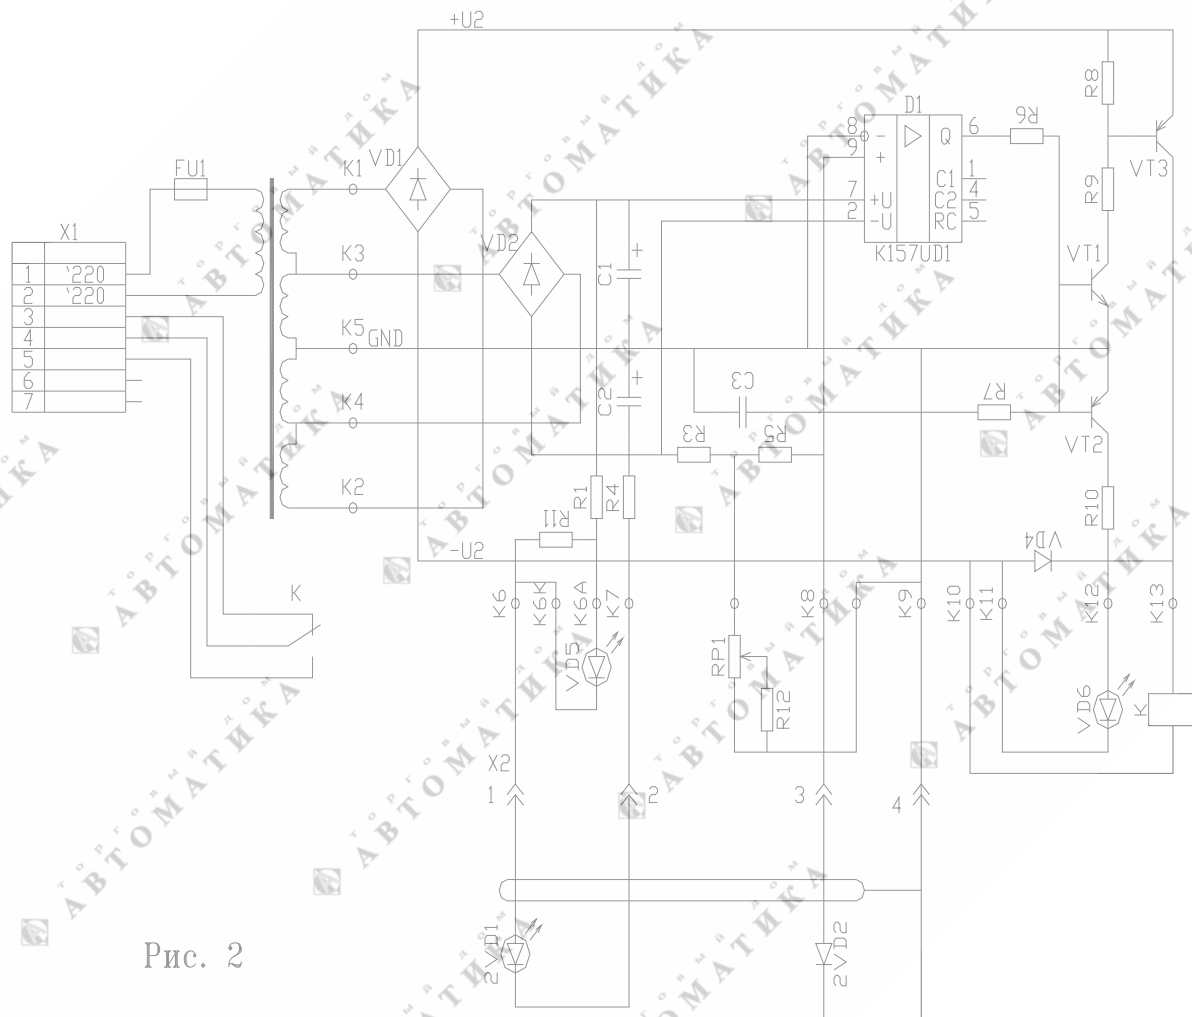 +U2
D1
8
-
6
R6
R8
9
+
Q
VT3
FU1
K1
VD1
7
+U
C1
1
R9
C2
4
2
-U
RC
5
X1
VD2
K157UD1
VT1
K3
C1
+
1 `220
2 `220
3
4
5
6
7
K5
GND
K4
C2
+
C3
R7
R3
R5
VT2
K2
R1
R4
R10
R11
-U2
VD4
K
K6
K6K
K6A
K7
K8
K9
K10
K11
K12
K13
VD5
RP1
R12
VD6
K
X2
1
2
3
4
2VD1
2VD2
Рис. 2
торговый дом
АВТОМАТИКА